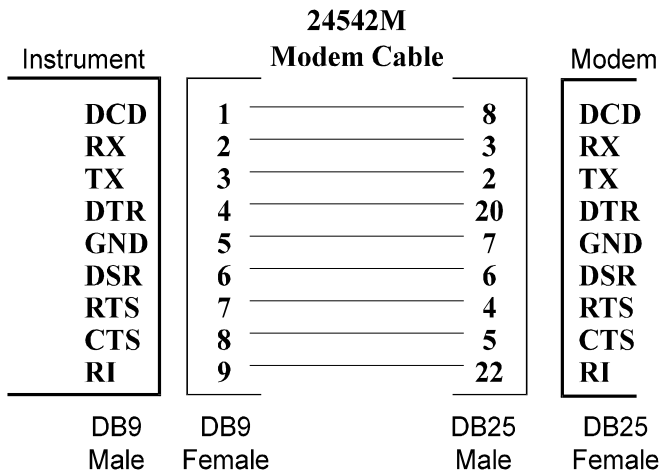 24542M
Instrument Modem Cable Modem
DCD 1 8 DCD
RX 2 3 RX
TX 3 2 TX
DTR 4 20 DTR
GND 5 7 GND
DSR 6 6 DSR
RTS 7 4 RTS
CTS 8 5 CTS
RI 9 22 RI
DB9 DB9 DB25 DB25
Male Female Male Female